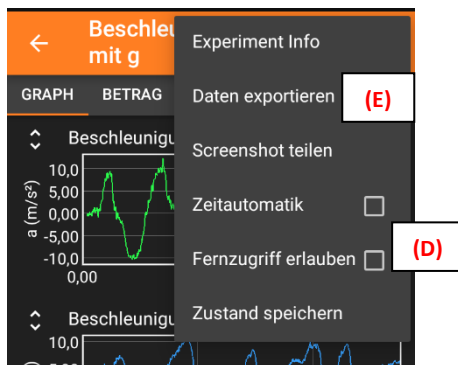 Beschleu
mit g
GRAPH BETRAG
Experiment Info
Daten exportieren (E)
Screenshot teilen
Zeitautomatik
Fernzugriff erlauben (D)
Zustand speichern
Beschleunigu
a (m/s²)
10,0
5,00
0,00
-5,00
-10,0
0,00
Beschleunigu
10,0